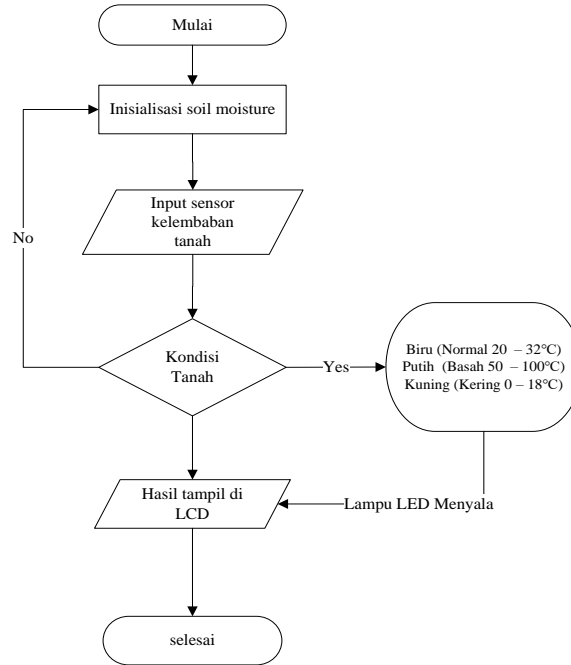 Mulai
Inisialisasi soil moisture
Input sensor
kelembaban
tanah
No
Kondisi
Tanah
Yes
Biru (Normal 20 – 32°C)
Putih (Basah 50 – 100°C)
Kuning (Kering 0 – 18°C)
Hasil tampil di
LCD
Lampu LED Menyala
selesai